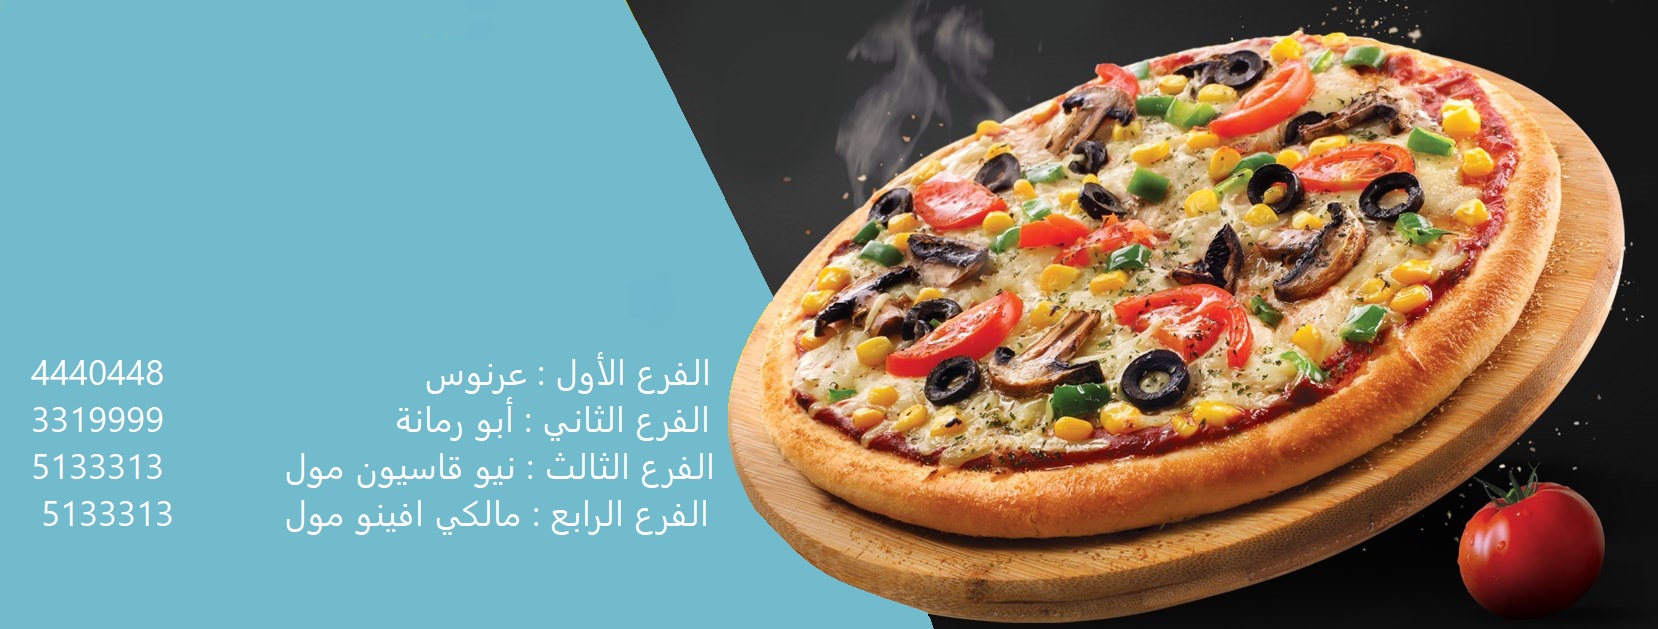 الفرع الأول : عرنوس 4440448
الفرع الثاني : أبو رمانة 3319999
الفرع الثالث : نيو قاسيون مول 5133313
الفرع الرابع : مالكي افينو مول 5133313